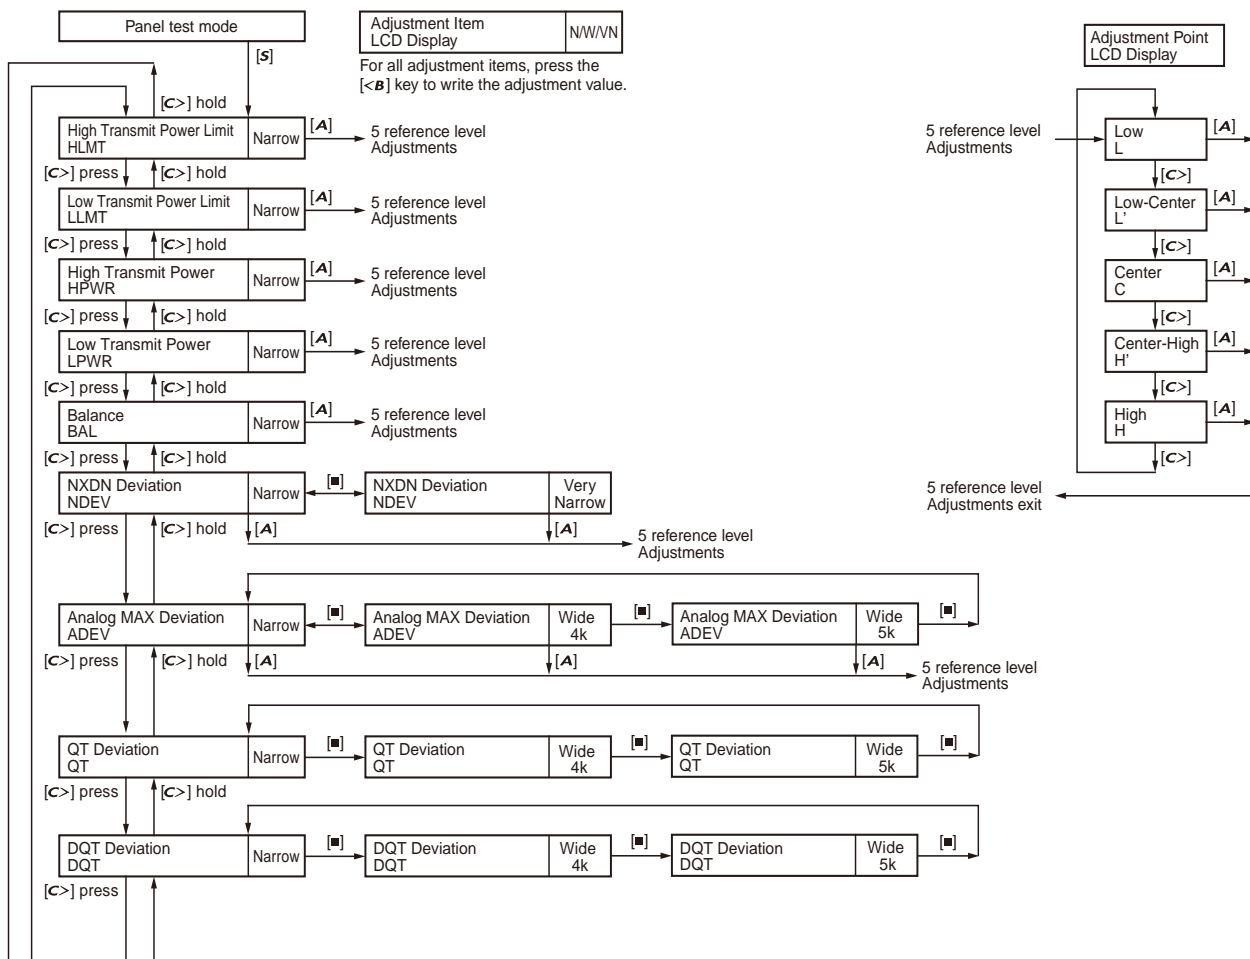 Panel test mode
Adjustment Item
LCD Display
N/W/VN
For all adjustment items, press the
[<B] key to write the adjustment value.
[S]
[C>] hold
High Transmit Power Limit
HLMT
Narrow
[A]
5 reference level
Adjustments
[C>] press
[C>] hold
Low Transmit Power Limit
LLMT
Narrow
[A]
5 reference level
Adjustments
[C>] press
[C>] hold
High Transmit Power
HPWR
Narrow
[A]
5 reference level
Adjustments
[C>] press
[C>] hold
Low Transmit Power
LPWR
Narrow
[A]
5 reference level
Adjustments
[C>] press
[C>] hold
Balance
BAL
Narrow
[A]
5 reference level
Adjustments
[C>] press
[C>] hold
NXDN Deviation
NDEV
Narrow
[■]
NXDN Deviation
NDEV
Very
Narrow
[C>] press
[C>] hold
[A]
[A]
5 reference level
Adjustments
Analog MAX Deviation
ADEV
Narrow
[■]
Analog MAX Deviation
ADEV
Wide
4k
[■]
Analog MAX Deviation
ADEV
Wide
5k
[■]
[C>] press
[C>] hold
[A]
[A]
[A]
5 reference level
Adjustments
QT Deviation
QT
Narrow
[■]
QT Deviation
QT
Wide
4k
[■]
QT Deviation
QT
Wide
5k
[■]
[C>] press
[C>] hold
DQT Deviation
DQT
Narrow
[■]
DQT Deviation
DQT
Wide
4k
[■]
DQT Deviation
DQT
Wide
5k
[■]
[C>] press
Adjustment Point
LCD Display
5 reference level
Adjustments
Low
L
[A]
[C>]
Low-Center
L'
[A]
[C>]
Center
C
[A]
[C>]
Center-High
H'
[A]
[C>]
High
H
[A]
[C>]
5 reference level
Adjustments exit